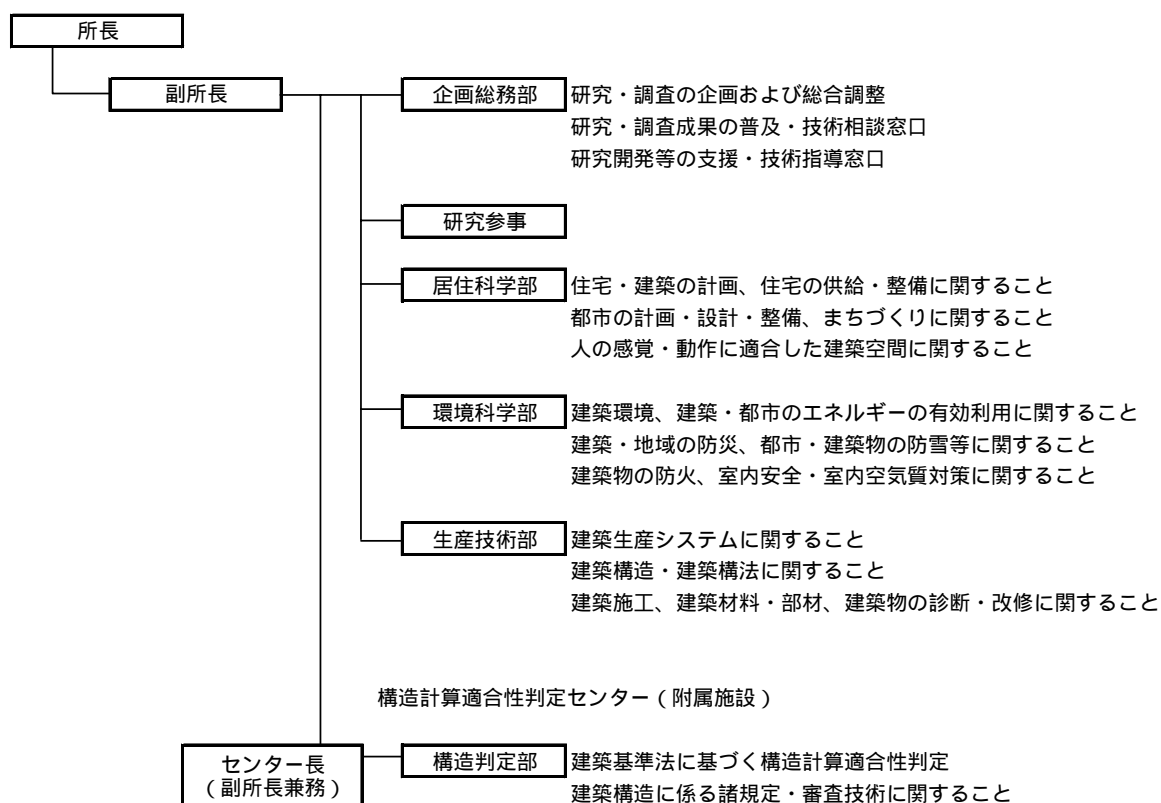 所長
副所長
企画総務部 研究・調査の企画および総合調整
研究・調査成果の普及・技術相談窓口
研究開発等の支援・技術指導窓口
研究参事
居住科学部 住宅・建築の計画、住宅の供給・整備に関すること
都市の計画・設計・整備、まちづくりに関すること
人の感覚・動作に適合した建築空間に関すること
環境科学部 建築環境、建築・都市のエネルギーの有効利用に関すること
建築・地域の防災、都市・建築物の防雪等に関すること
建築物の防火、室内安全・室内空気質対策に関すること
生産技術部 建築生産システムに関すること
建築構造・建築構法に関すること
建築施工、建築材料・部材、建築物の診断・改修に関すること
構造計算適合性判定センター(附属施設)
センター長
(副所長兼務)
構造判定部 建築基準法に基づく構造計算適合性判定
建築構造に係る諸規定・審査技術に関すること